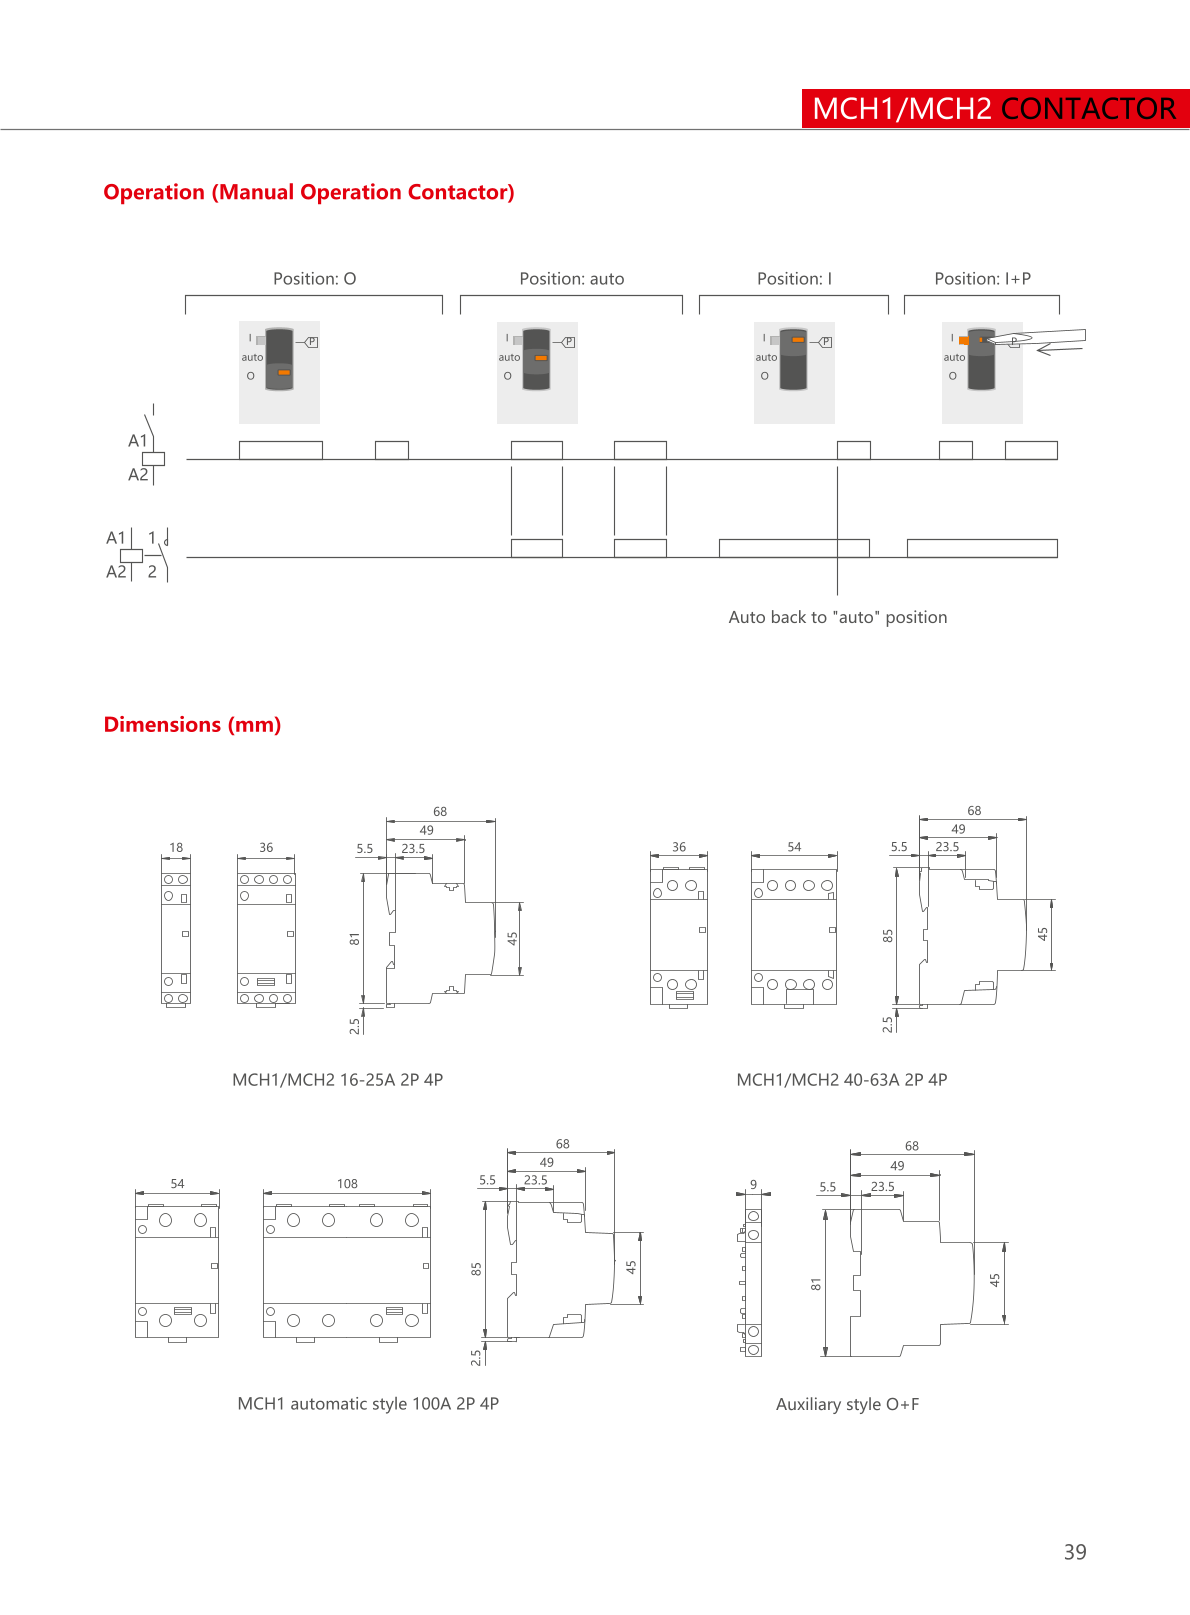 MCH1/MCH2 CONTACTOR
Operation (Manual Operation Contactor)
Position: O Position: auto Position: I Position: I+P
I P I P I P I P
auto auto auto auto
O O O O
A1
A2
A1 1
A2 2
Auto back to "auto" position
Dimensions (mm)
68 68
49 49
18 36 5.5 23.5 36 54 5.5 23.5
81 45 85 45
2.5 2.5
MCH1/MCH2 16-25A 2P 4P MCH1/MCH2 40-63A 2P 4P
68 68
49 49
54 108 5.5 23.5 9 5.5 23.5
85 45 81 45
2.5
MCH1 automatic style 100A 2P 4P Auxiliary style O+F
39